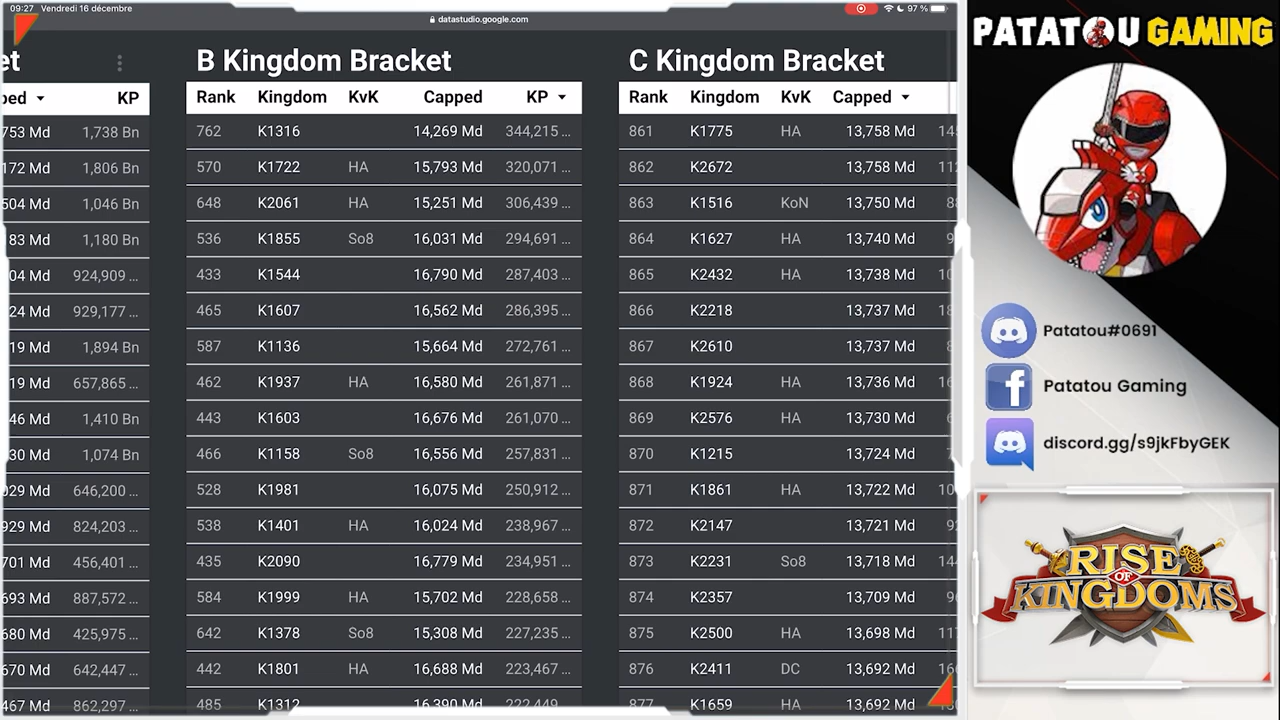 09:27 Vendredi 16 décembre
datastudio.google.com
97 %
et
B Kingdom Bracket
C Kingdom Bracket
ped KP
Rank Kingdom KvK Capped KP
Rank Kingdom KvK Capped
753 Md 1,738 Bn
762 K1316 14,269 Md 344,215 ...
861 K1775 HA 13,758 Md
172 Md 1,806 Bn
570 K1722 HA 15,793 Md 320,071 ...
862 K2672 13,758 Md
504 Md 1,046 Bn
648 K2061 HA 15,251 Md 306,439 ...
863 K1516 KoN 13,750 Md
83 Md 1,180 Bn
536 K1855 So8 16,031 Md 294,691 ...
864 K1627 HA 13,740 Md
04 Md 924,909 ...
433 K1544 16,790 Md 287,403 ...
865 K2432 HA 13,738 Md
24 Md 929,177 ...
465 K1607 16,562 Md 286,395 ...
866 K2218 13,737 Md
19 Md 1,894 Bn
587 K1136 15,664 Md 272,761 ...
867 K2610 13,737 Md
19 Md 657,865 ...
462 K1937 HA 16,580 Md 261,871 ...
868 K1924 HA 13,736 Md
46 Md 1,410 Bn
443 K1603 16,676 Md 261,070 ...
869 K2576 HA 13,730 Md
30 Md 1,074 Bn
466 K1158 So8 16,556 Md 257,831 ...
870 K1215 13,724 Md
029 Md 646,200 ...
528 K1981 16,075 Md 250,912 ...
871 K1861 HA 13,722 Md
929 Md 824,203 ...
538 K1401 HA 16,024 Md 238,967 ...
872 K2147 13,721 Md
701 Md 456,401 ...
435 K2090 16,779 Md 234,951 ...
873 K2231 So8 13,718 Md
693 Md 887,572 ...
584 K1999 HA 15,702 Md 228,658 ...
874 K2357 13,709 Md
680 Md 425,975 ...
642 K1378 So8 15,308 Md 227,235 ...
875 K2500 HA 13,698 Md
670 Md 642,447 ...
442 K1801 HA 16,688 Md 223,467 ...
876 K2411 DC 13,692 Md
467 Md 862,297 ...
485 K1312 16,390 Md 222,449 ...
877 K1659 HA 13,692 Md
PATATOU GAMING
Patatou#0691
Patatou Gaming
discord.gg/s9jkFbyGEK
RISE
OF
KINGDOMS